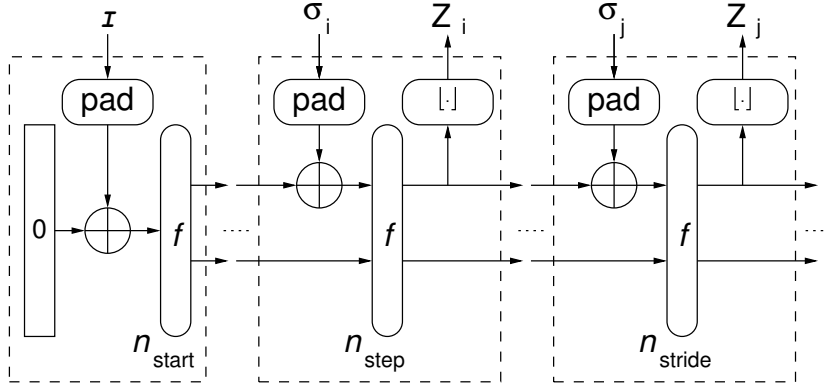 I σi Zi σj Zj
pad pad ⌊·⌋ pad ⌊·⌋
0 f ..... f ..... f ...
nstart nstep nstride